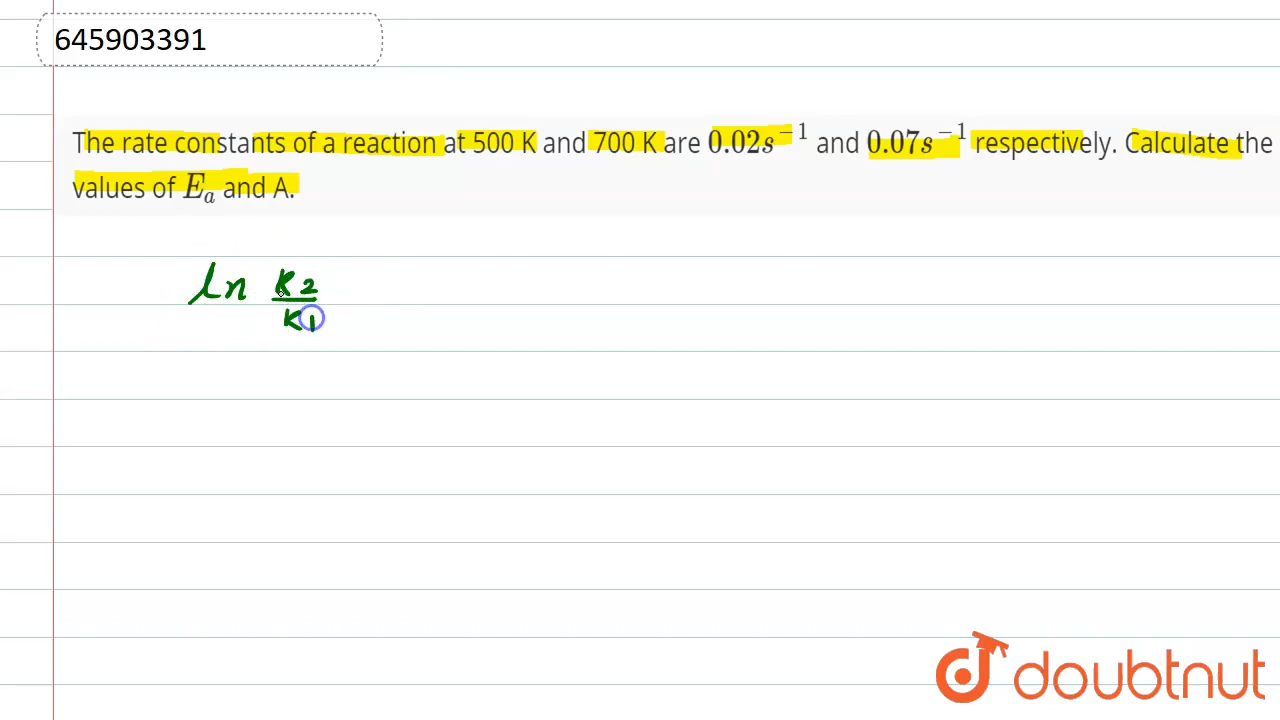 645903391
The rate constants of a reaction at 500 K and 700 K are 0.02s⁻¹ and 0.07s⁻¹ respectively. Calculate the
values of Eₐ and A.
ln K2/K1
doubtnut